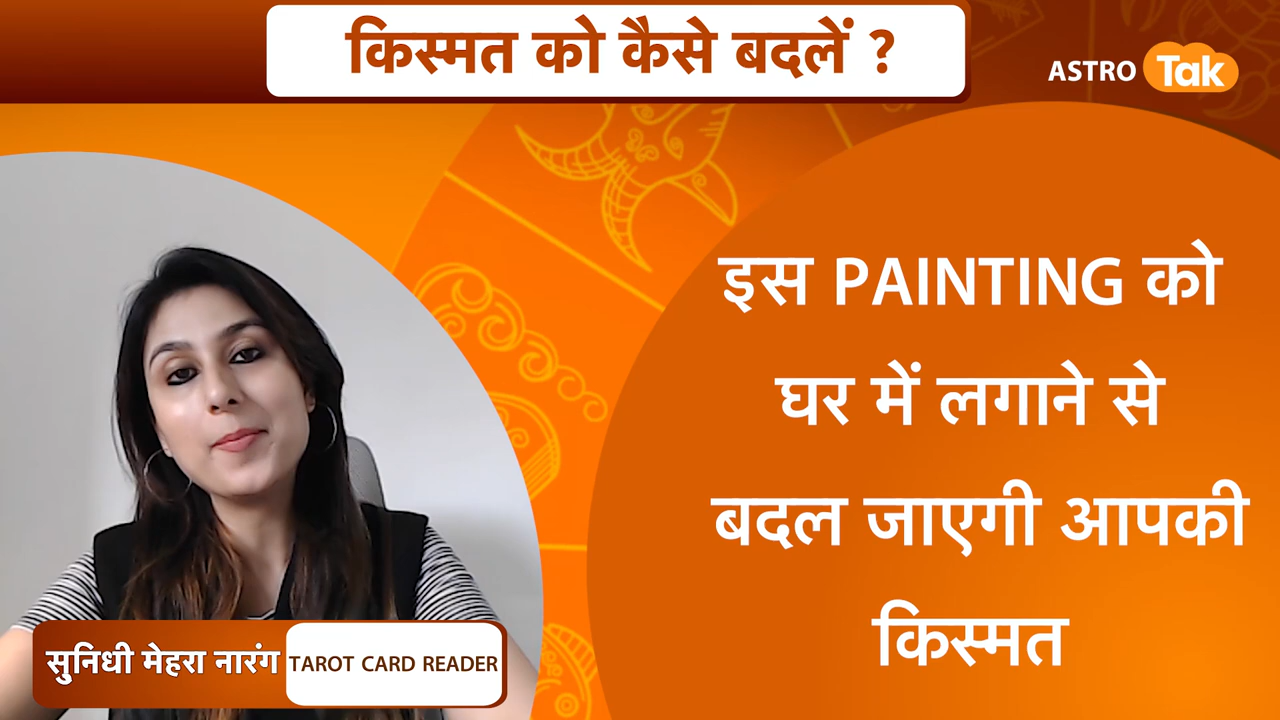 किस्मत को कैसे बदलें ?
ASTRO Tak
इस PAINTING को
घर में लगाने से
बदल जाएगी आपकी
किस्मत
सुनिधी मेहरा नारंग TAROT CARD READER